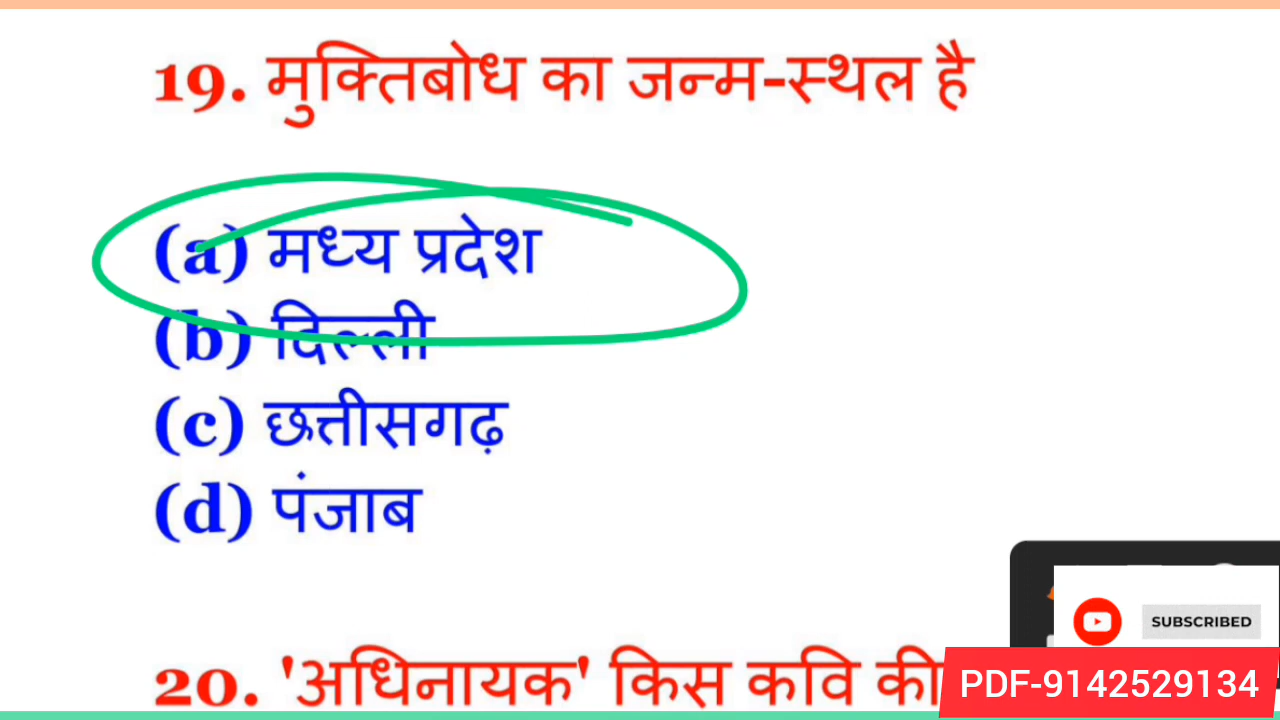 19. मुक्तिबोध का जन्म-स्थल है
(a) मध्य प्रदेश
(b) दिल्ली
(c) छत्तीसगढ़
(d) पंजाब
SUBSCRIBED
20. 'अधिनायक' किस कवि की
PDF-9142529134